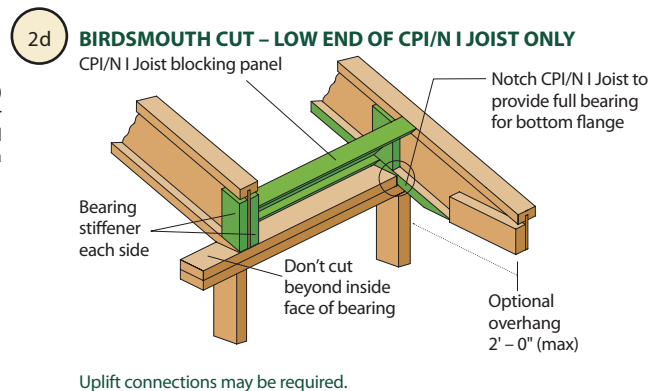 2d
BIRDSMOUTH CUT – LOW END OF CPI/N I JOIST ONLY
CPI/N I Joist blocking panel
Notch CPI/N I Joist to
provide full bearing
for bottom flange
Bearing
stiffener
each side
Don't cut
beyond inside
face of bearing
Optional
overhang
2' – 0" (max)
Uplift connections may be required.